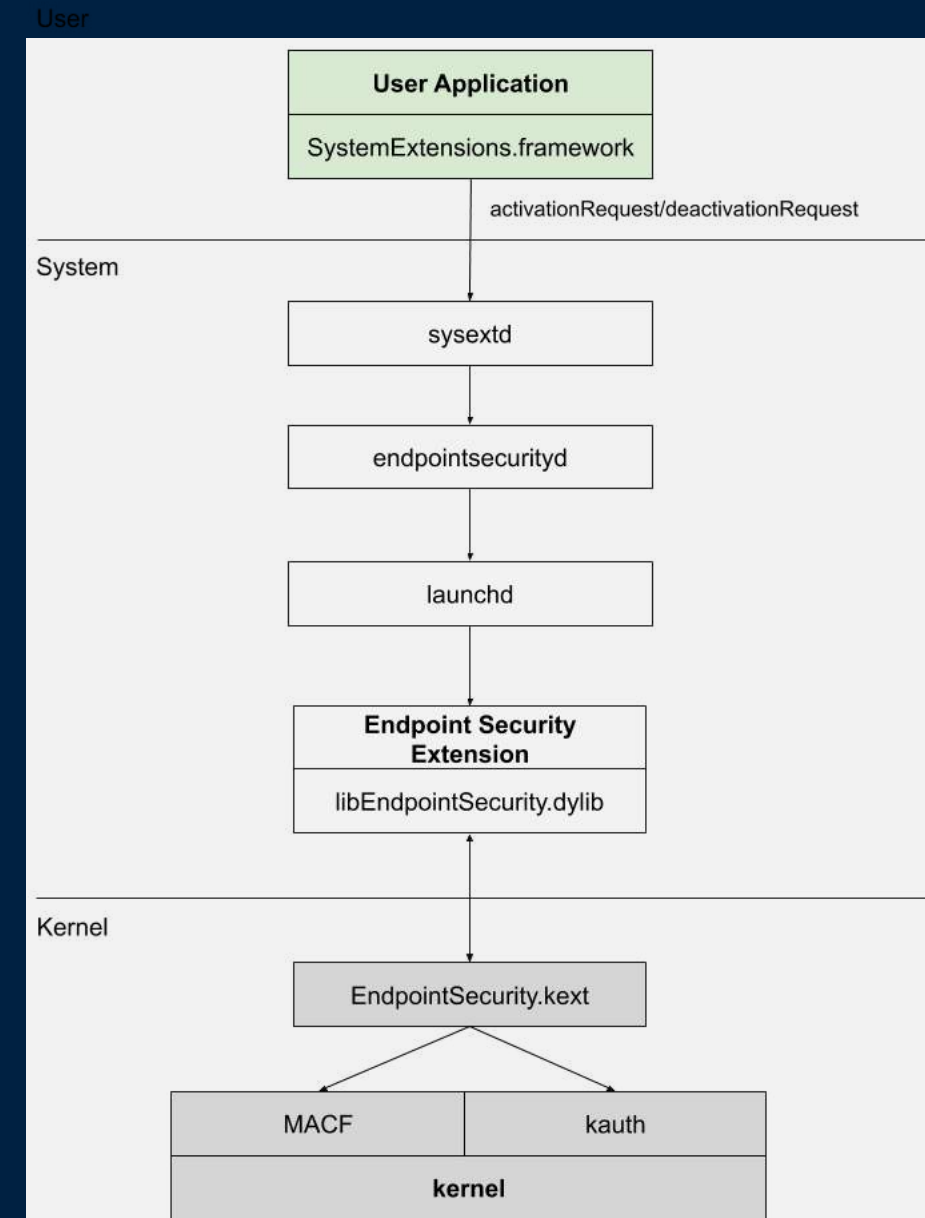 User
User Application
SystemExtensions.framework
activationRequest/deactivationRequest
System
sysextd
endpointsecurityd
launchd
Endpoint Security
Extension
libEndpointSecurity.dylib
Kernel
EndpointSecurity.kext
MACF
kauth
kernel